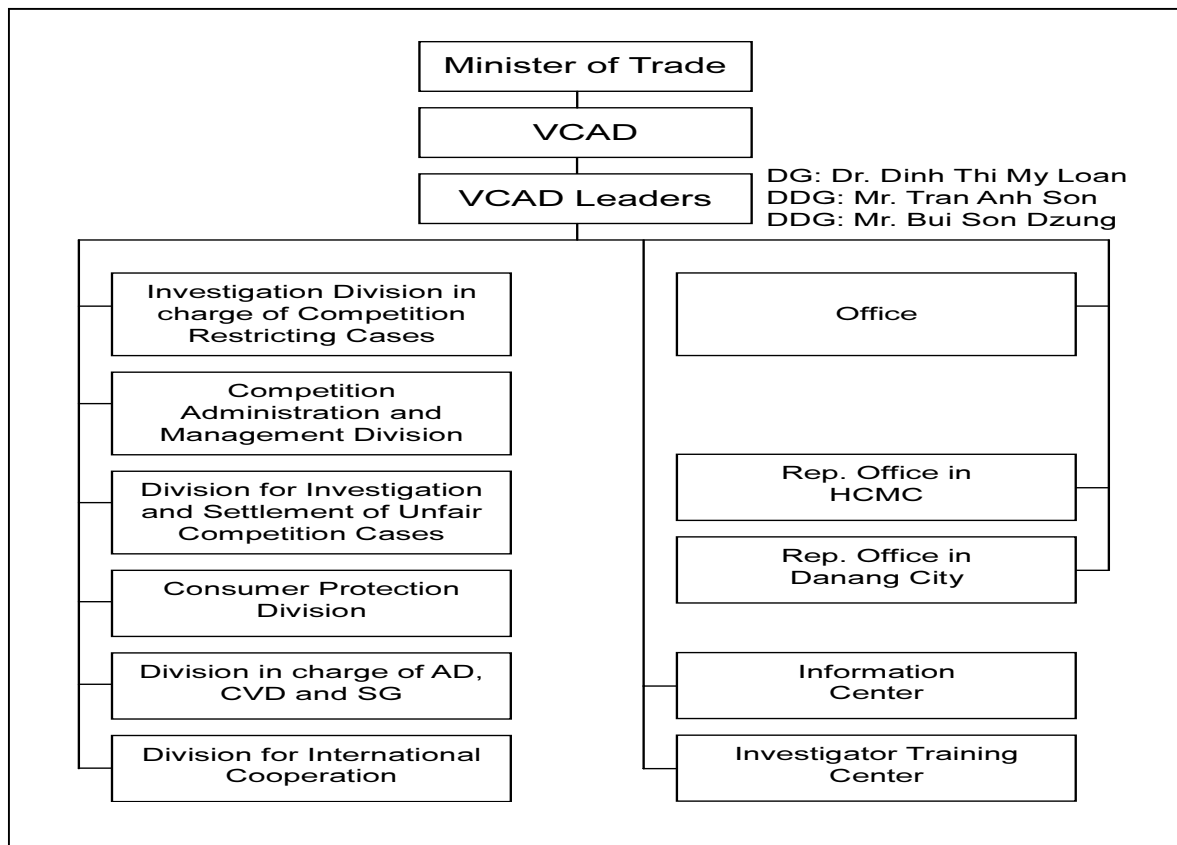 Minister of Trade
VCAD
VCAD Leaders
DG: Dr. Dinh Thi My Loan
DDG: Mr. Tran Anh Son
DDG: Mr. Bui Son Dzung
Investigation Division in
charge of Competition
Restricting Cases
Competition
Administration and
Management Division
Division for Investigation
and Settlement of Unfair
Competition Cases
Consumer Protection
Division
Division in charge of AD,
CVD and SG
Division for International
Cooperation
Office
Rep. Office in
HCMC
Rep. Office in
Danang City
Information
Center
Investigator Training
Center